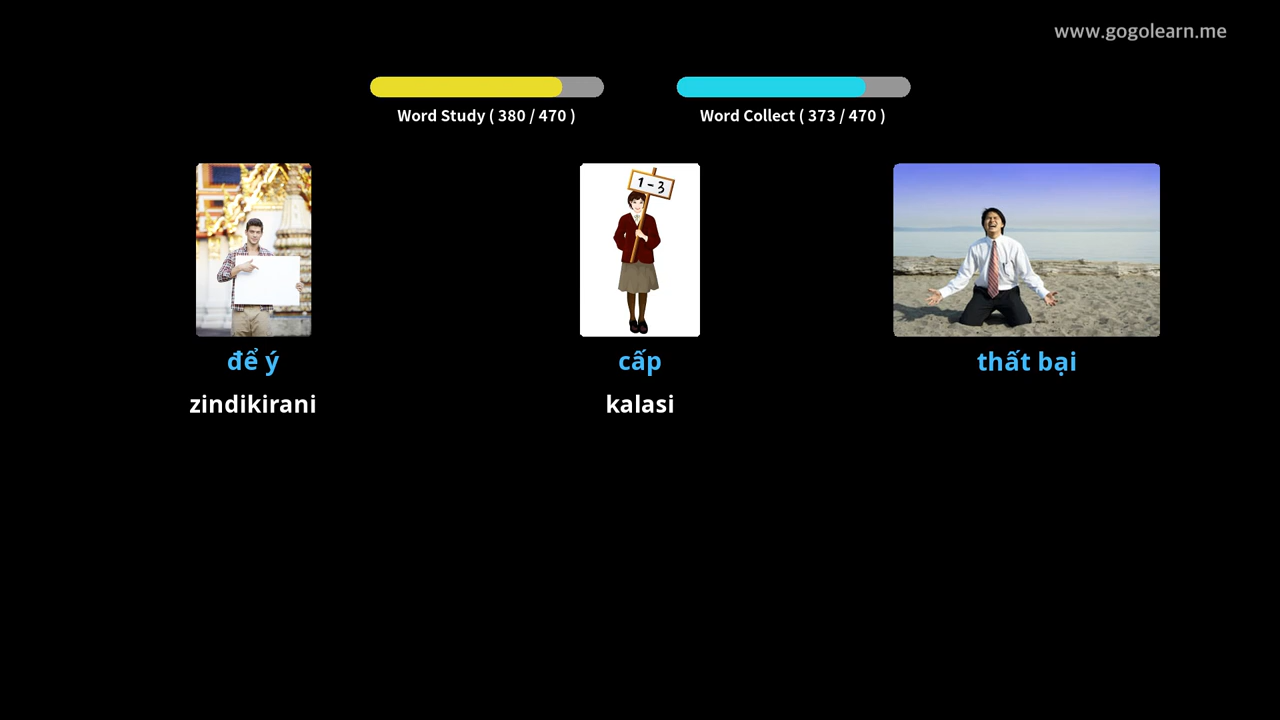 www.gogolearn.me
Word Study ( 380 / 470 )
Word Collect ( 373 / 470 )
1-3
để ý
cấp
thất bại
zindikirani
kalasi